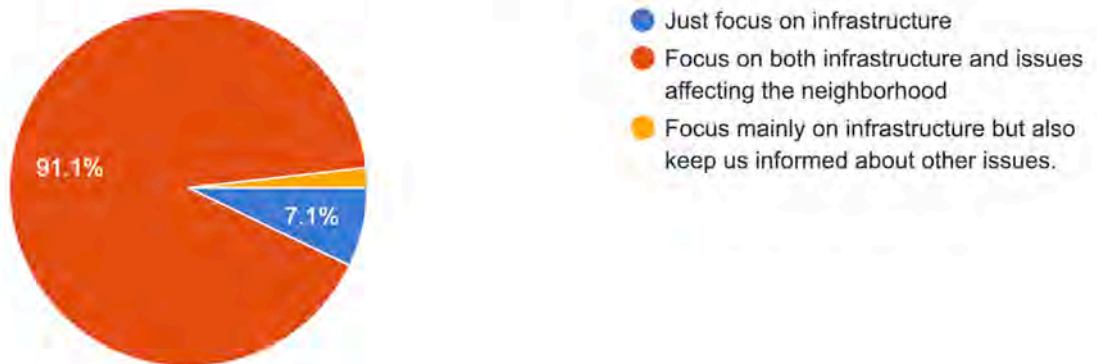 Just focus on infrastructure
Focus on both infrastructure and issues
affecting the neighborhood
Focus mainly on infrastructure but also
keep us informed about other issues.
91.1%
7.1%